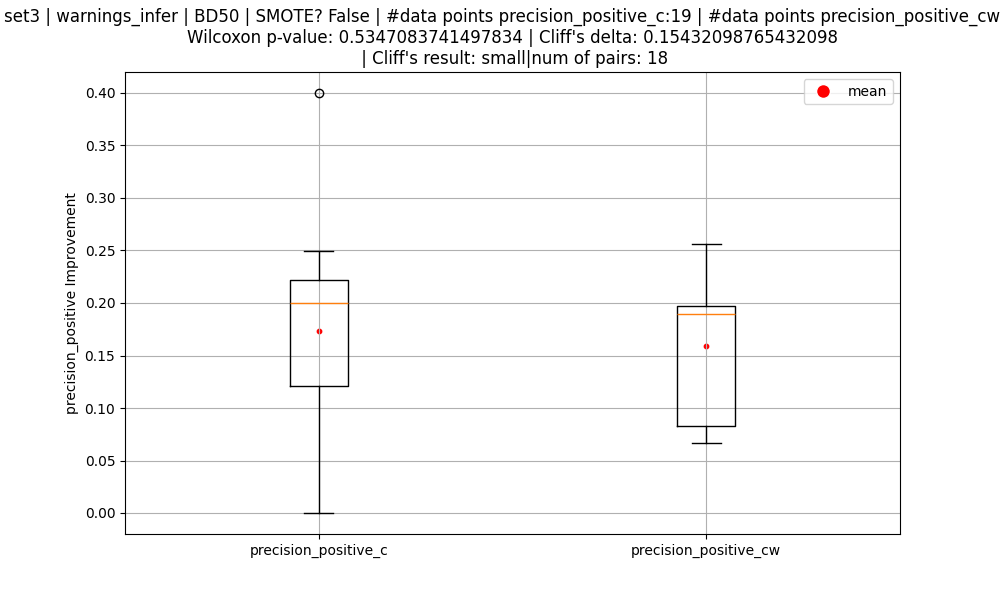 set3 | warnings_infer | BD50 | SMOTE? False | #data points precision_positive_c:19 | #data points precision_positive_cw
Wilcoxon p-value: 0.5347083741497834 | Cliff's delta: 0.15432098765432098
| Cliff's result: small|num of pairs: 18
mean
0.40
0.35
0.30
0.25
0.20
0.15
0.10
0.05
0.00
precision_positive Improvement
precision_positive_c
precision_positive_cw